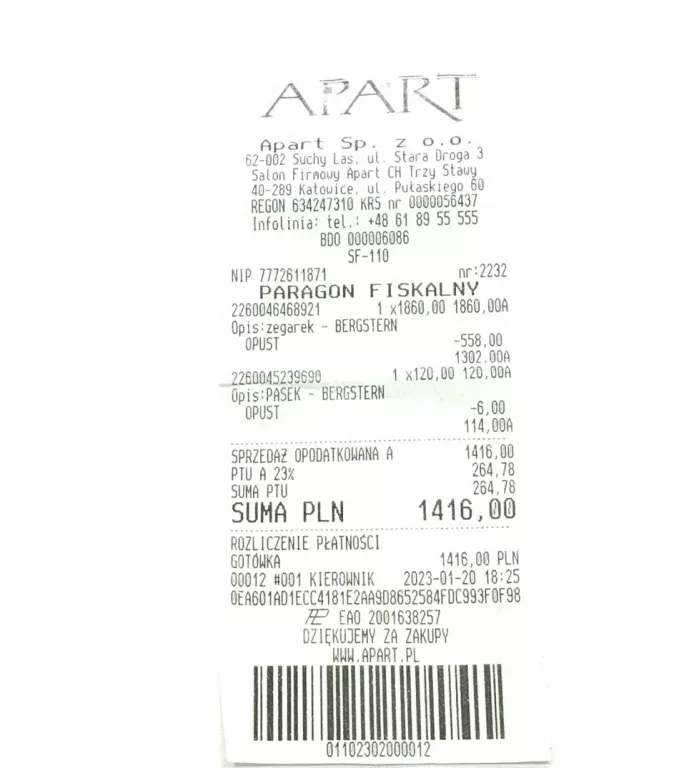 APART
Apart Sp. z o.o.
62-002 Suchy Las, ul. Stara Droga 3
Salon Firmowy Apart CH Trzy Stawy
40-289 Katowice, ul. Pułaskiego 60
REGON 634247310 KRS nr 0000056437
Infolinia: tel.: +48 61 89 55 555
BDO 000006086
SF-110
NIP 7772611871 nr:2232
PARAGON FISKALNY
2260046468921 1 x1860,00 1860,00A
Opis:zegarek - BERGSTERN
OPUST -558,00
1302,00A
2260045239690 1 x120,00 120,00A
Opis:PASEK - BERGSTERN
OPUST -6,00
114,00A
SPRZEDAŻ OPODATKOWANA A 1416,00
PTU A 23% 264,78
SUMA PTU 264,78
SUMA PLN 1416,00
ROZLICZENIE PŁATNOŚCI
GOTÓWKA 1416,00 PLN
00012 #001 KIEROWNIK 2023-01-20 18:25
0EA601AD1ECC4181E2AA9D8652584FDC993F0F98
EAO 2001638257
DZIĘKUJEMY ZA ZAKUPY
WWW.APART.PL
01102302000012